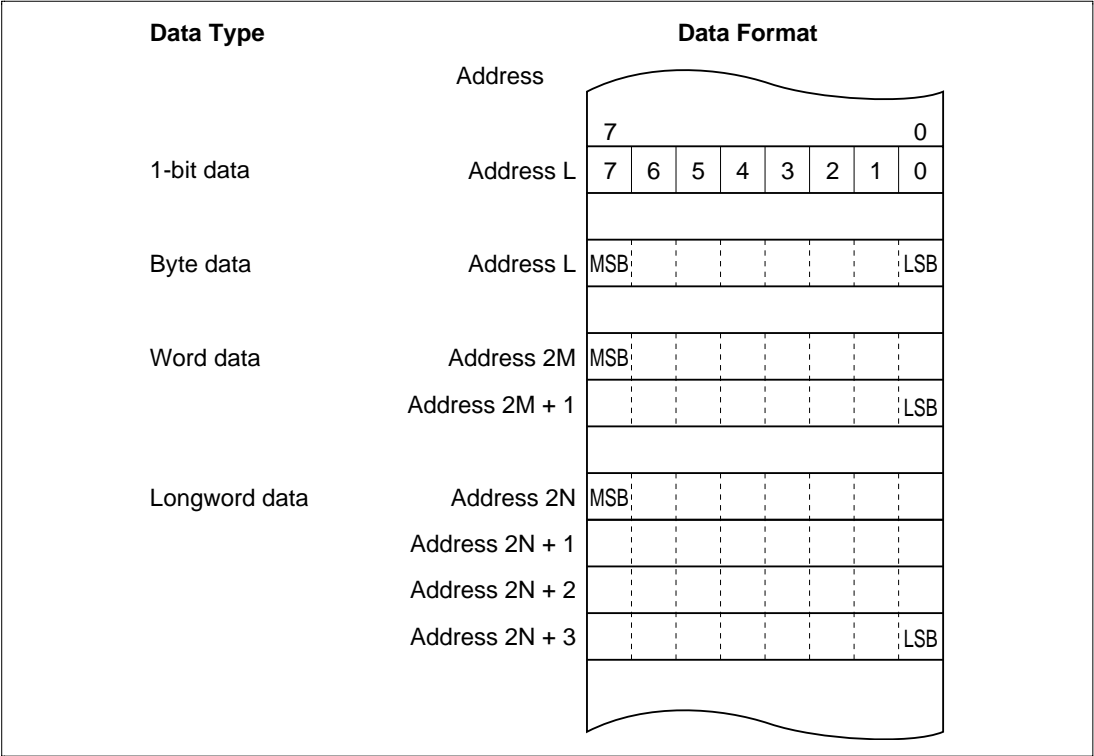 Data Type Data Format
Address
7 0
1-bit data Address L 7 6 5 4 3 2 1 0
Byte data Address L MSB LSB
Word data Address 2M MSB
Address 2M + 1 LSB
Longword data Address 2N MSB
Address 2N + 1
Address 2N + 2
Address 2N + 3 LSB